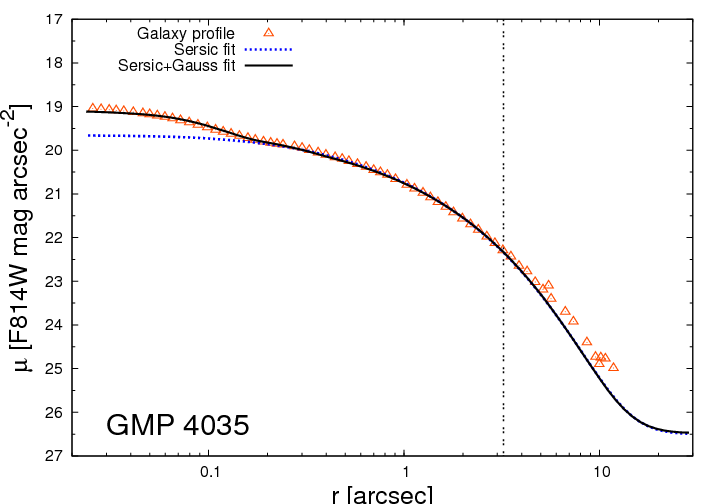 17
18
19
20
21
22
23
24
25
26
27
μ [F814W mag arcsec-2]
Galaxy profile
Sersic fit
Sersic+Gauss fit
GMP 4035
0.1
1
10
r [arcsec]